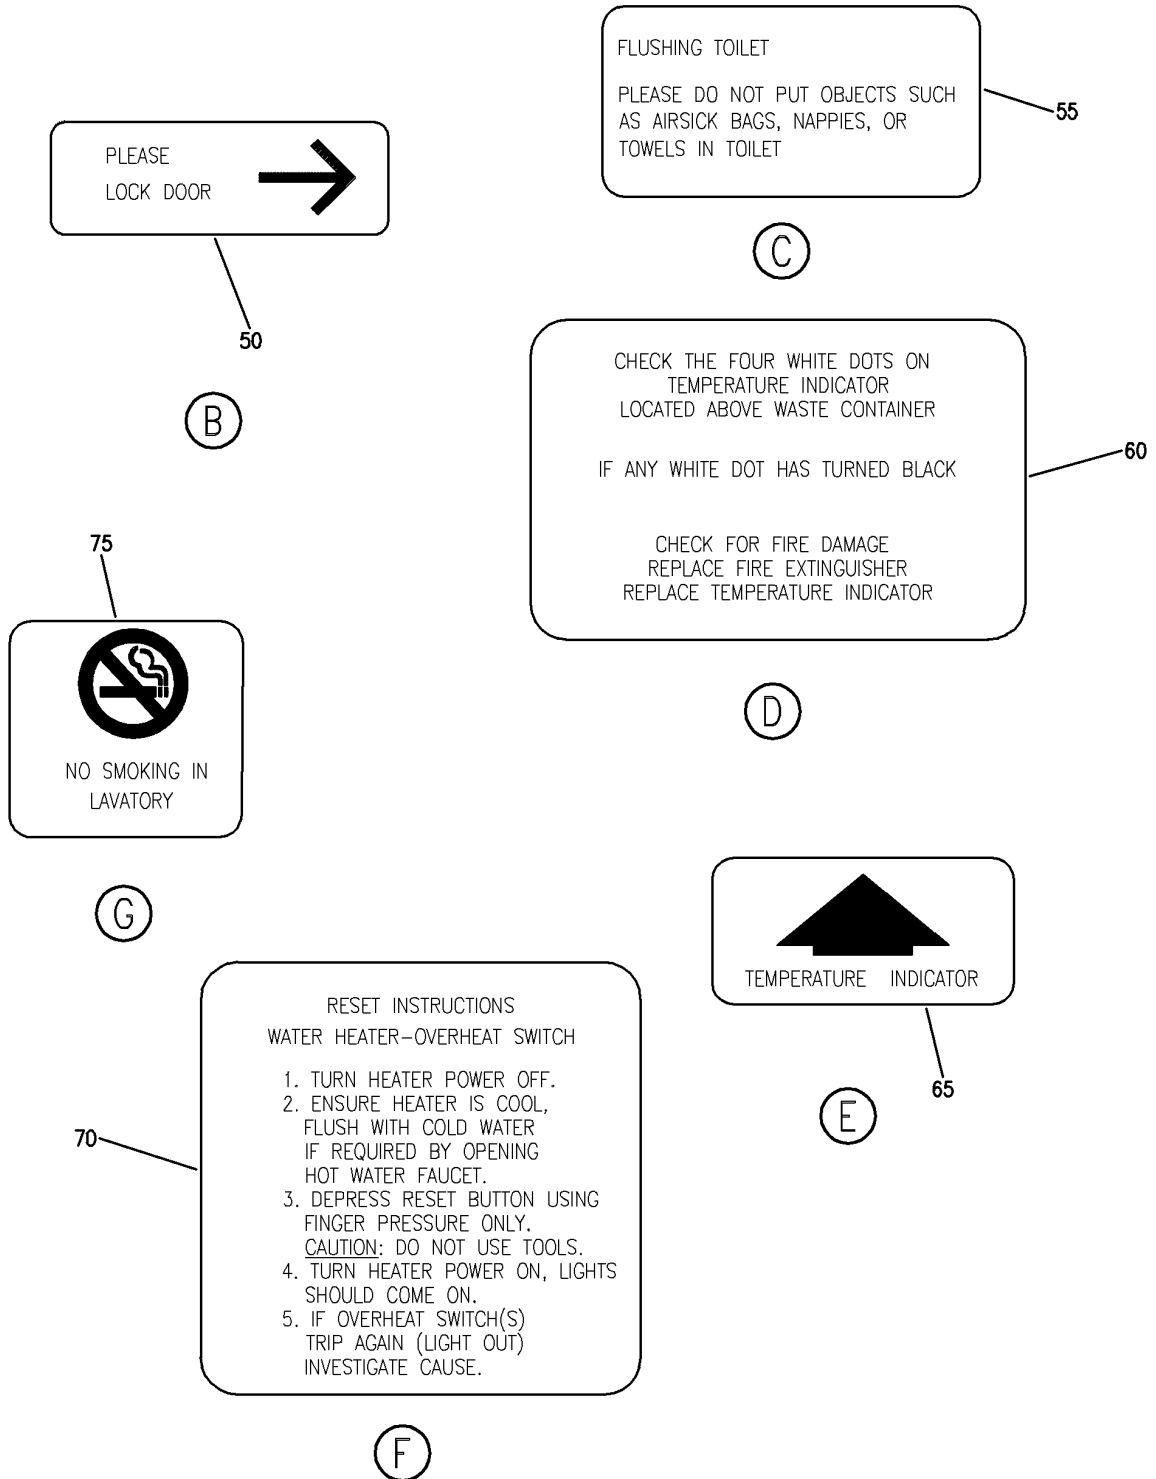 FLUSHING TOILET
PLEASE DO NOT PUT OBJECTS SUCH
AS AIRSICK BAGS, NAPPIES, OR
TOWELS IN TOILET
55
C
PLEASE
LOCK DOOR
50
B
CHECK THE FOUR WHITE DOTS ON
TEMPERATURE INDICATOR
LOCATED ABOVE WASTE CONTAINER
IF ANY WHITE DOT HAS TURNED BLACK
CHECK FOR FIRE DAMAGE
REPLACE FIRE EXTINGUISHER
REPLACE TEMPERATURE INDICATOR
60
D
75
NO SMOKING IN
LAVATORY
G
TEMPERATURE INDICATOR
65
E
RESET INSTRUCTIONS
WATER HEATER-OVERHEAT SWITCH
1. TURN HEATER POWER OFF.
2. ENSURE HEATER IS COOL,
FLUSH WITH COLD WATER
IF REQUIRED BY OPENING
HOT WATER FAUCET.
3. DEPRESS RESET BUTTON USING
FINGER PRESSURE ONLY.
CAUTION: DO NOT USE TOOLS.
4. TURN HEATER POWER ON, LIGHTS
SHOULD COME ON.
5. IF OVERHEAT SWITCH(S)
TRIP AGAIN (LIGHT OUT)
INVESTIGATE CAUSE.
70
F